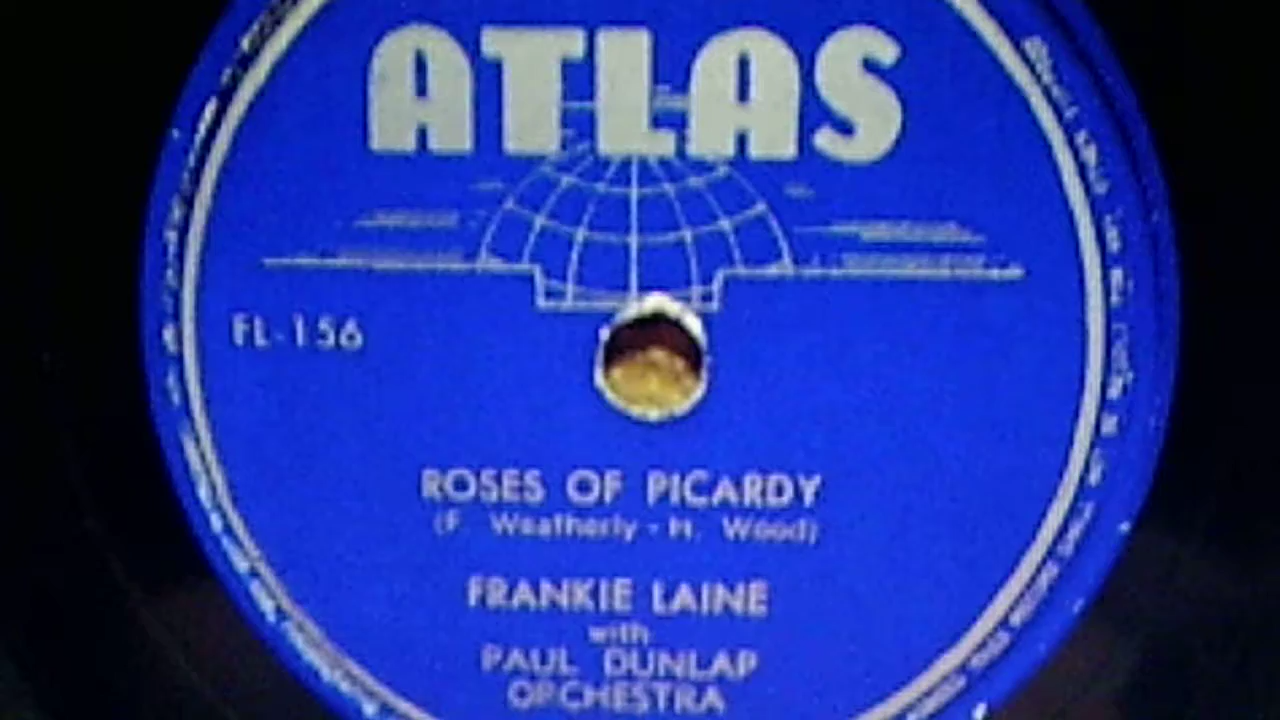 ATLAS
FL-156
ROSES OF PICARDY
(F. Weatherly - H. Wood)
FRANKIE LAINE
with
PAUL DUNLAP
ORCHESTRA